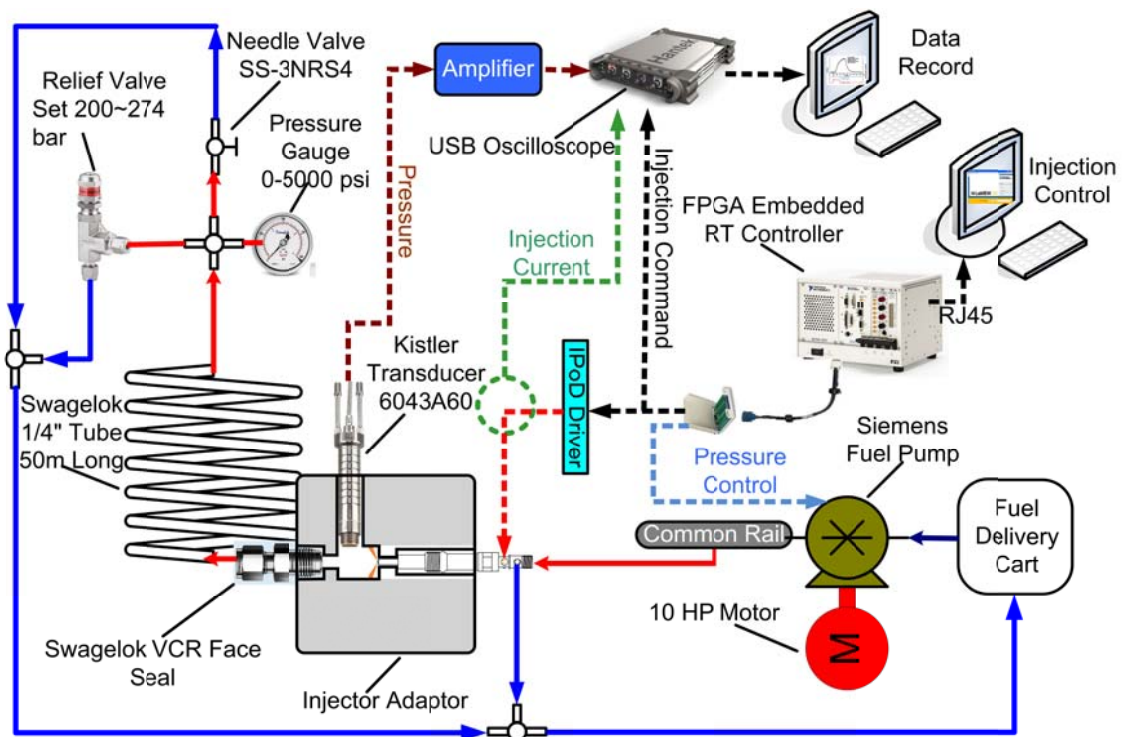 Needle Valve
SS-3NRS4
Relief Valve
Set 200~274
bar
Pressure
Gauge
0-5000 psi
Amplifier
Hantek
USB Oscilloscope
Data
Record
Injection
Control
FPGA Embedded
RT Controller
RJ45
Pressure
Injection
Current
Injection Command
Kistler
Transducer
6043A60
IPoD Driver
Swagelok
1/4" Tube
50m Long
Pressure
Control
Siemens
Fuel Pump
Common Rail
Fuel
Delivery
Cart
10 HP Motor
M
Swagelok VCR Face
Seal
Injector Adaptor